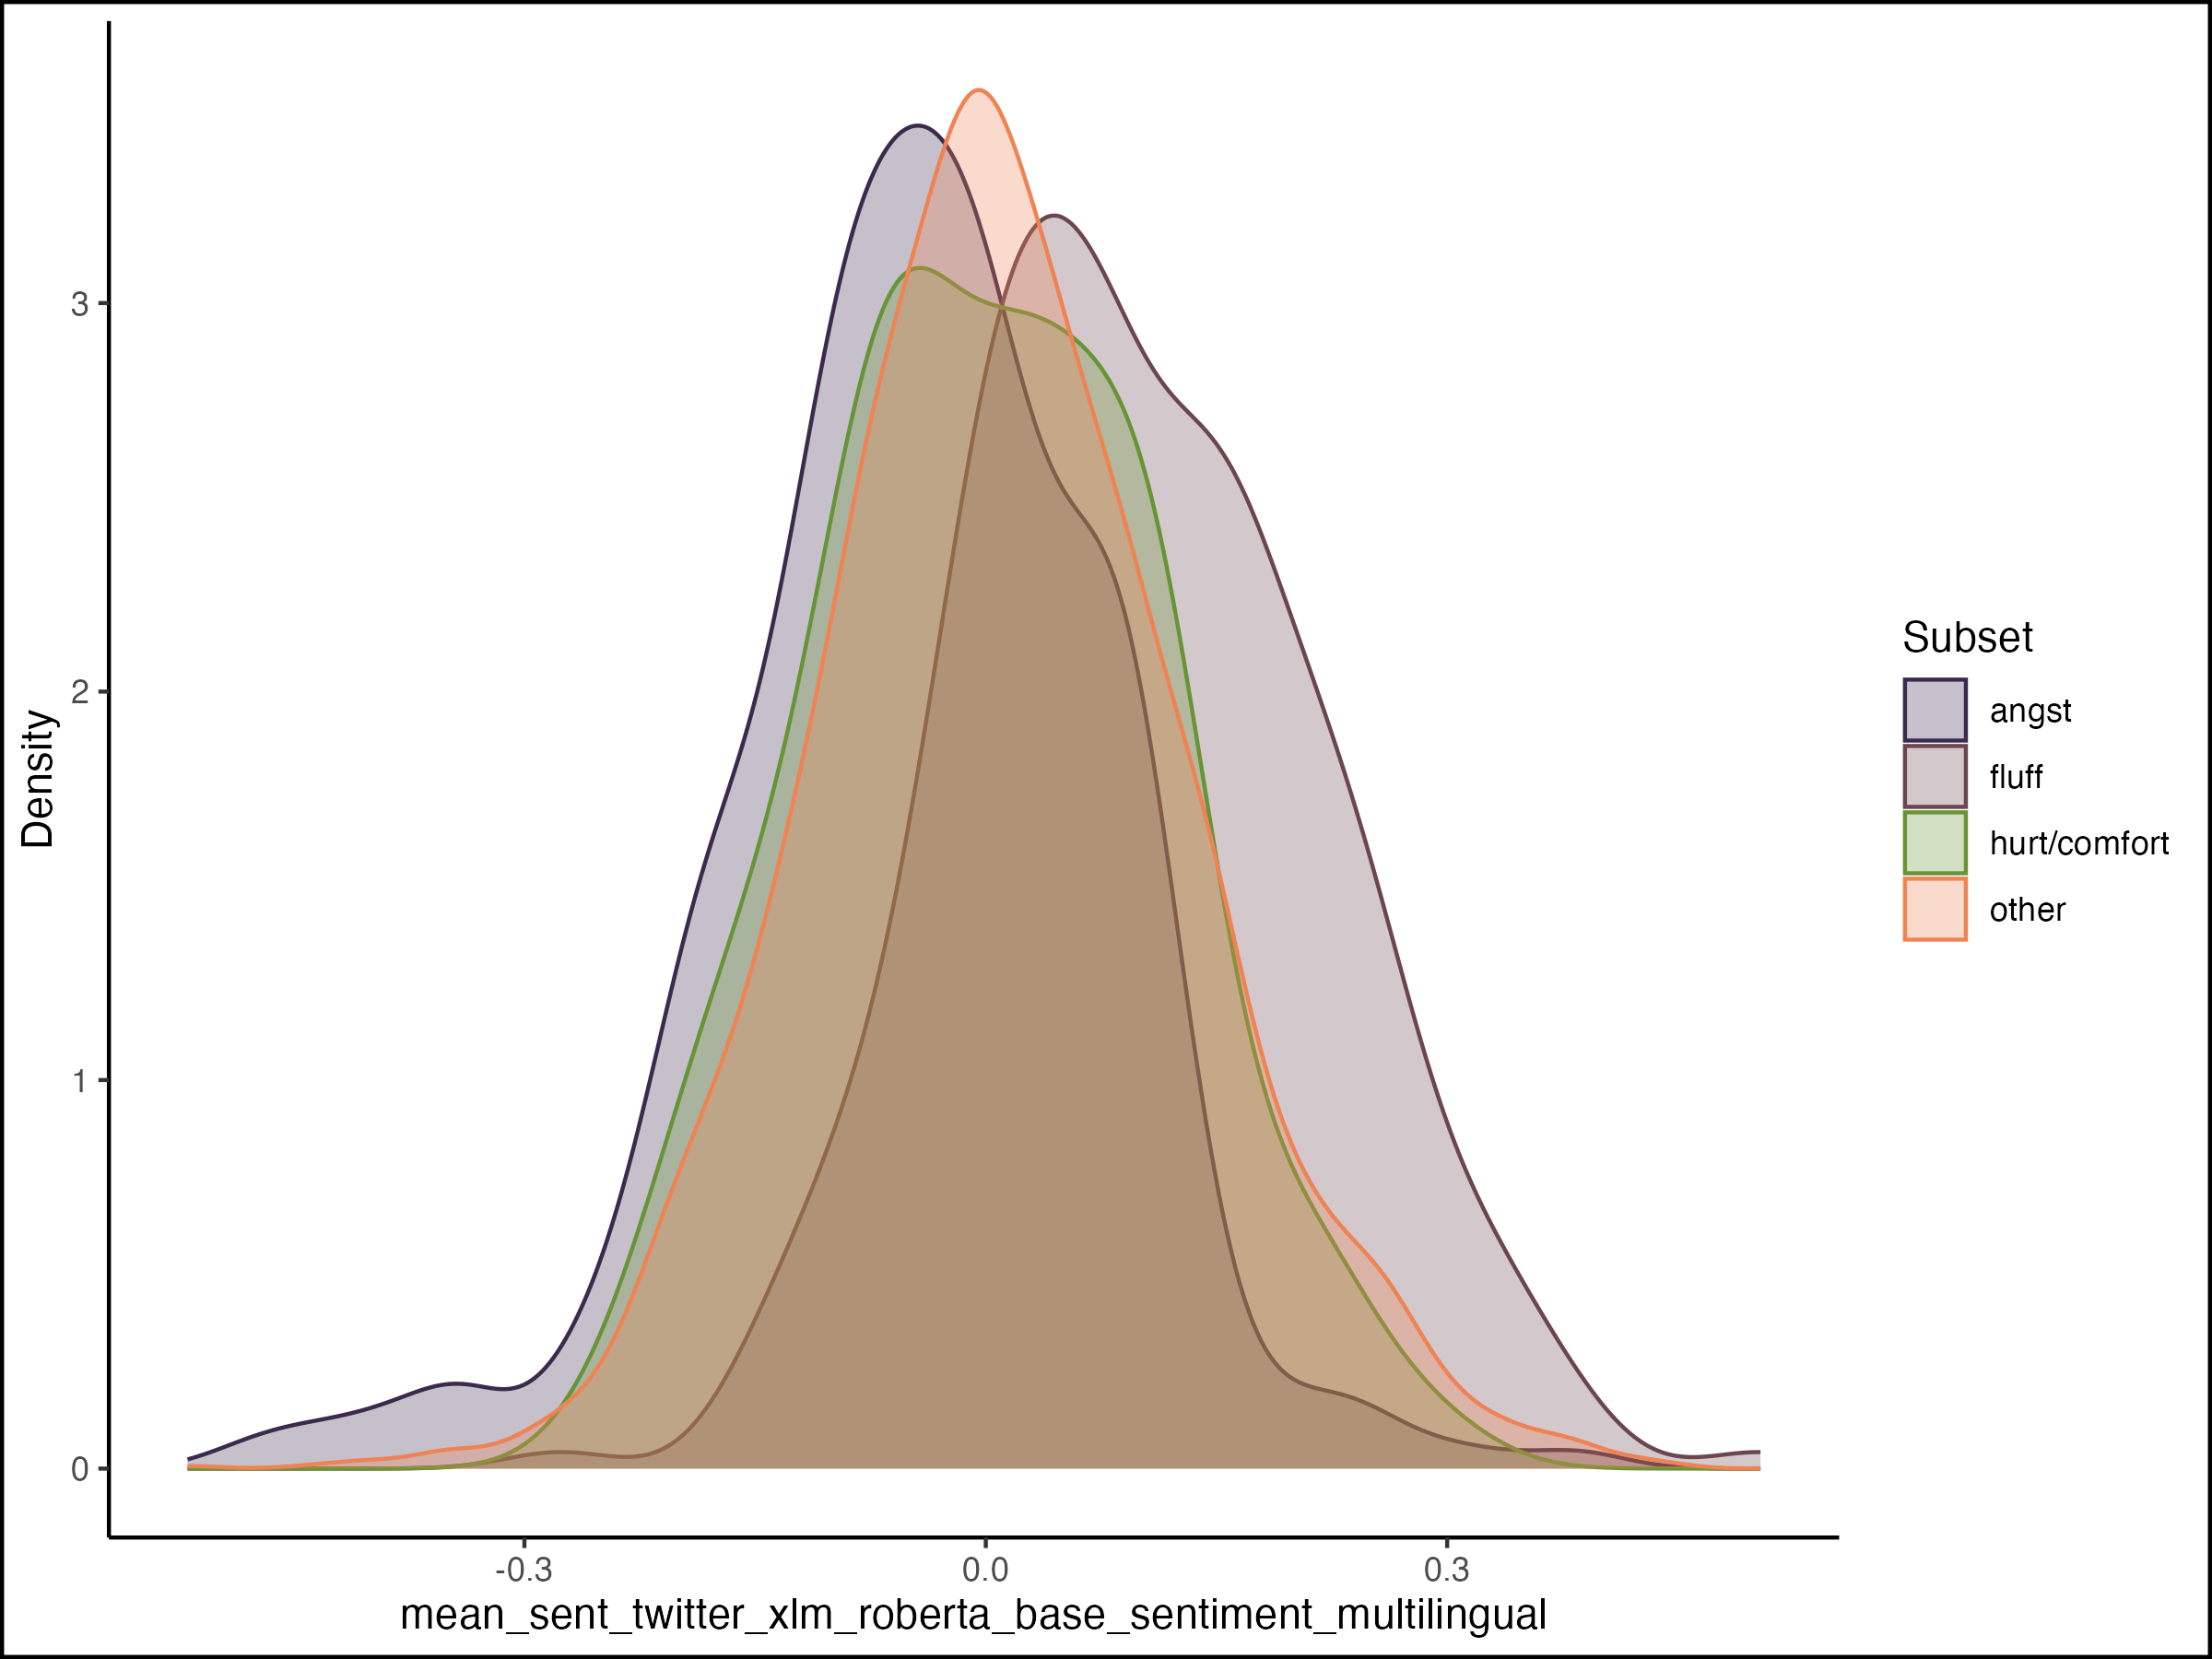 Density
3
2
1
0
-0.3
0.0
0.3
mean_sent_twitter_xlm_roberta_base_sentiment_multilingual
Subset
angst
fluff
hurt/comfort
other